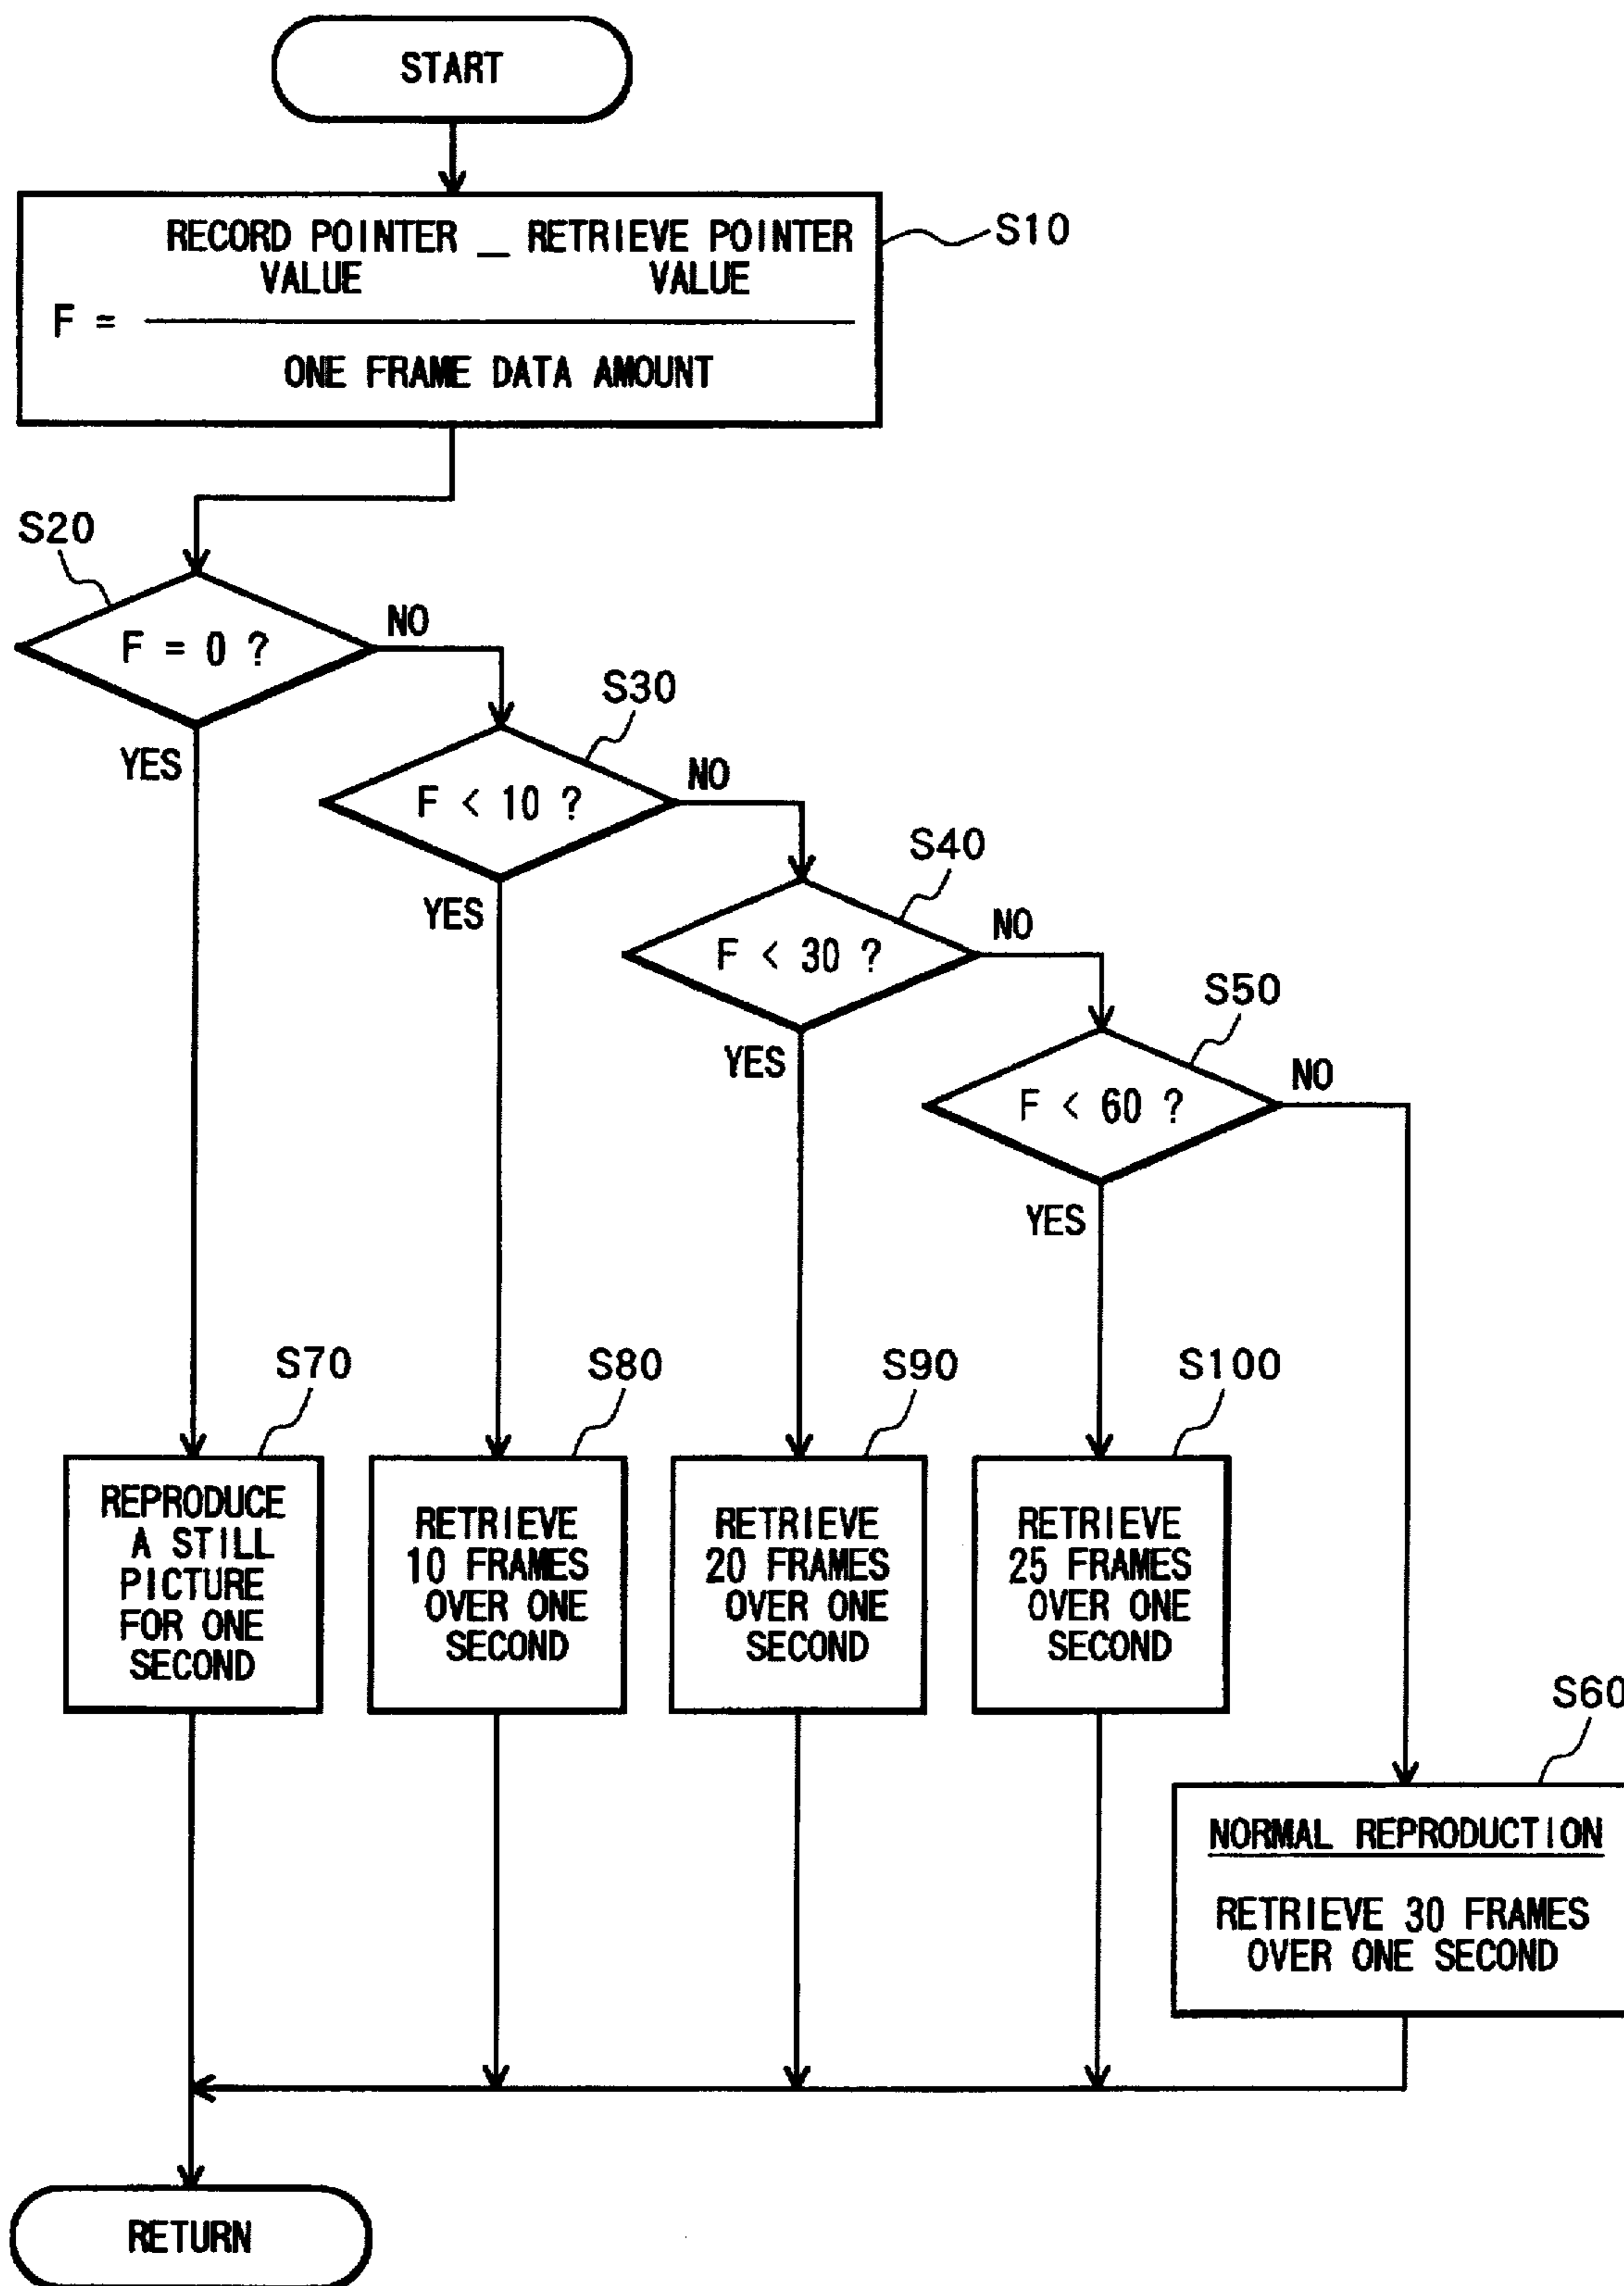 START
RECORD POINTER _ RETRIEVE POINTER
VALUE VALUE
F =
ONE FRAME DATA AMOUNT
S10
S20
F = 0 ?
NO
YES
S30
F < 10 ?
NO
YES
S40
F < 30 ?
NO
YES
S50
F < 60 ?
NO
YES
S70
REPRODUCE
A STILL
PICTURE
FOR ONE
SECOND
S80
RETRIEVE
10 FRAMES
OVER ONE
SECOND
S90
RETRIEVE
20 FRAMES
OVER ONE
SECOND
S100
RETRIEVE
25 FRAMES
OVER ONE
SECOND
S60
NORMAL REPRODUCTION
RETRIEVE 30 FRAMES
OVER ONE SECOND
RETURN